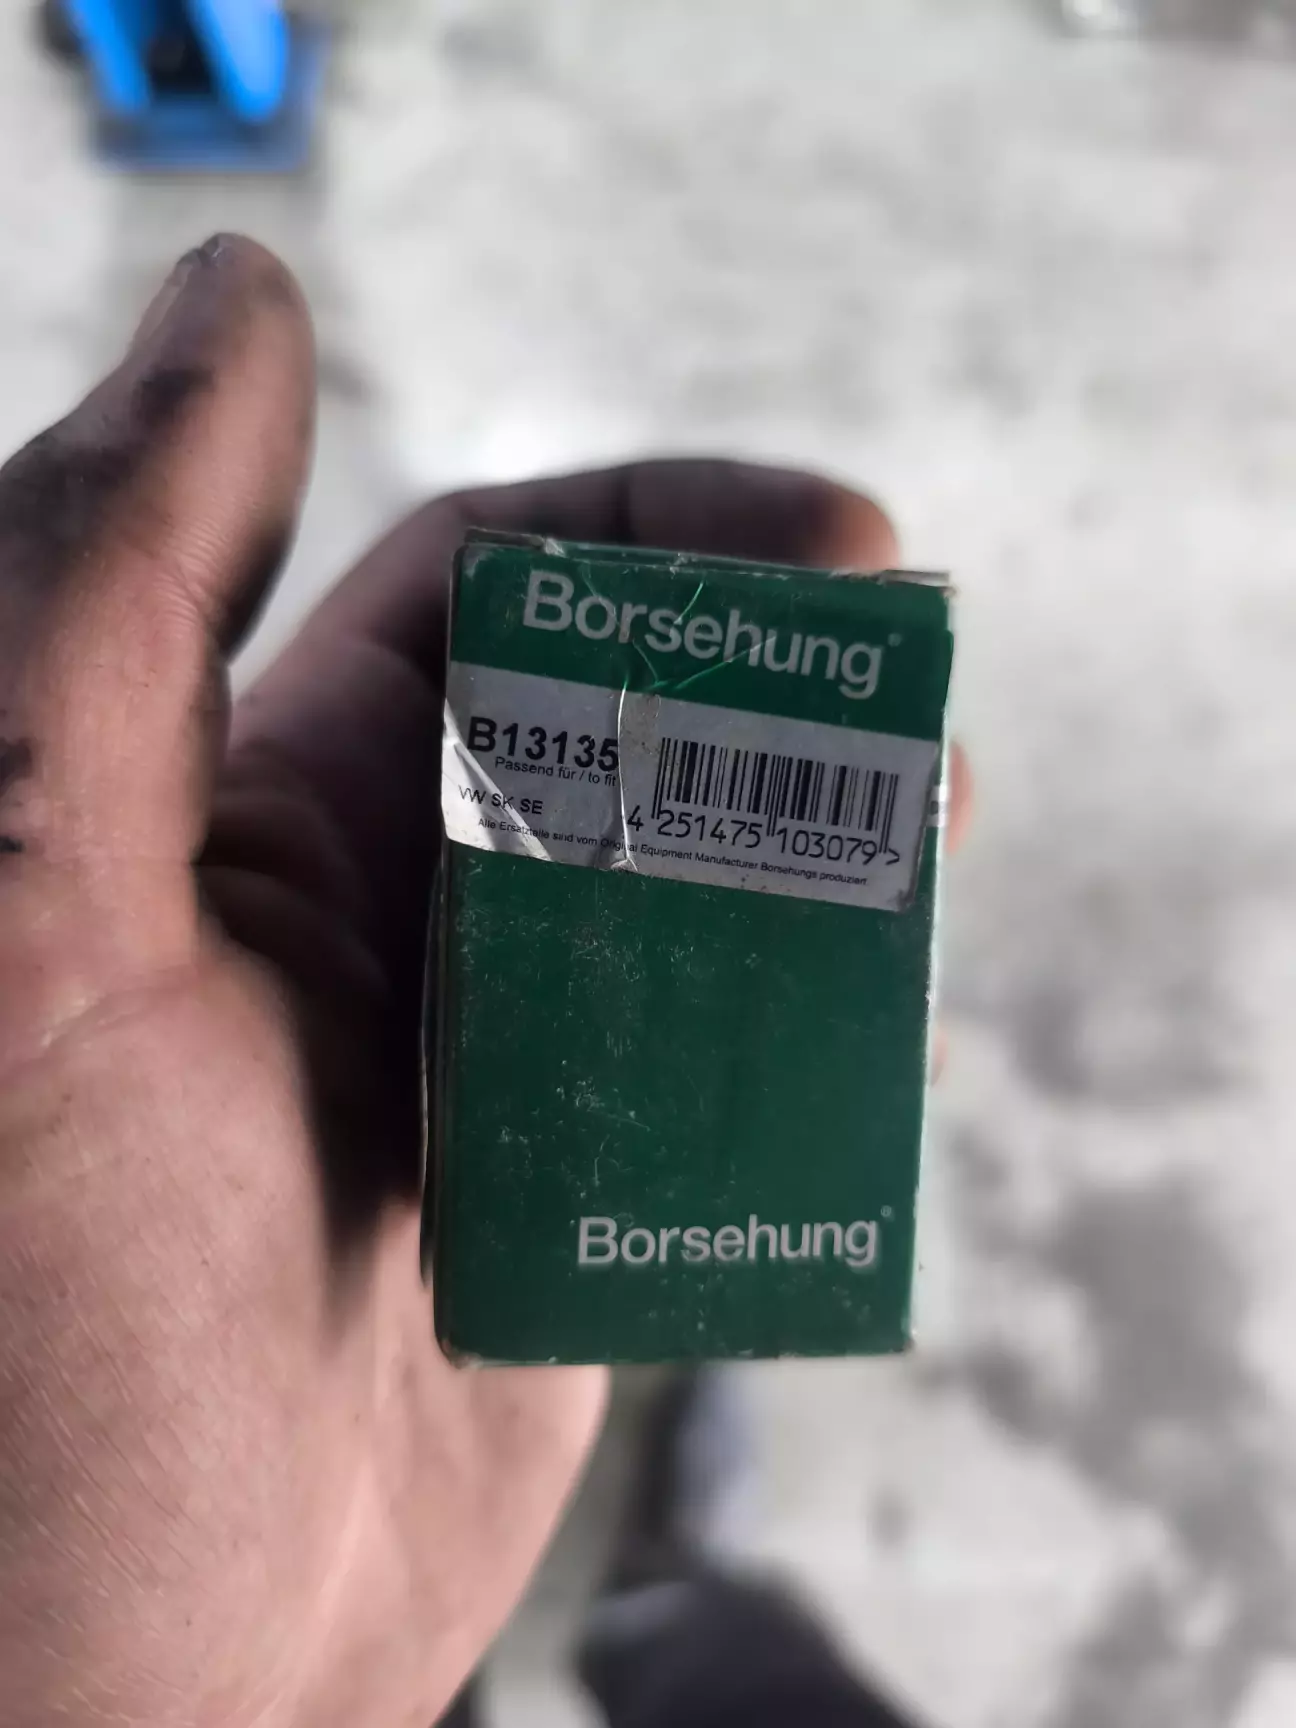 Borsehung®
B13135
Passend für / to fit
VW SK SE
4 251475 103079 >
Alle Ersatzteile sind vom Original Equipment Manufacturer Borsehungs produziert
Borsehung®